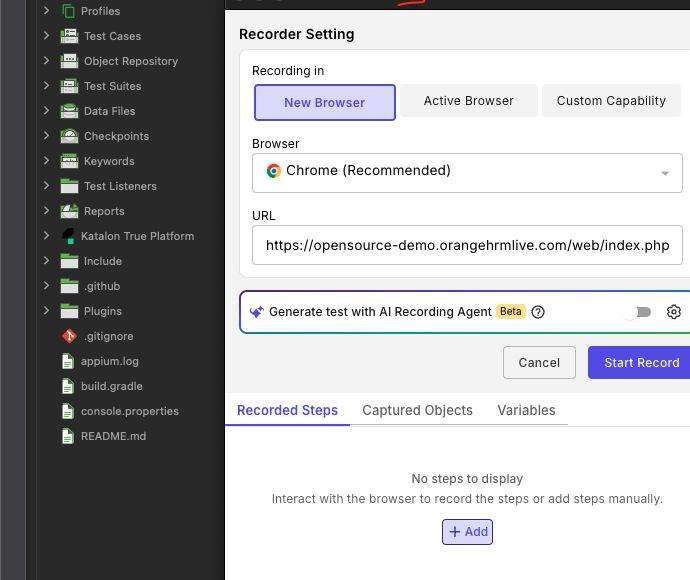 Profiles
Test Cases
Object Repository
Test Suites
Data Files
Checkpoints
Keywords
Test Listeners
Reports
Katalon True Platform
Include
.github
Plugins
.gitignore
appium.log
build.gradle
console.properties
README.md
Recorder Setting
Recording in
New Browser Active Browser Custom Capability
Browser
Chrome (Recommended)
URL
https://opensource-demo.orangehrmlive.com/web/index.php
Generate test with AI Recording Agent Beta ?
Cancel Start Record
Recorded Steps Captured Objects Variables
No steps to display
Interact with the browser to record the steps or add steps manually.
+ Add